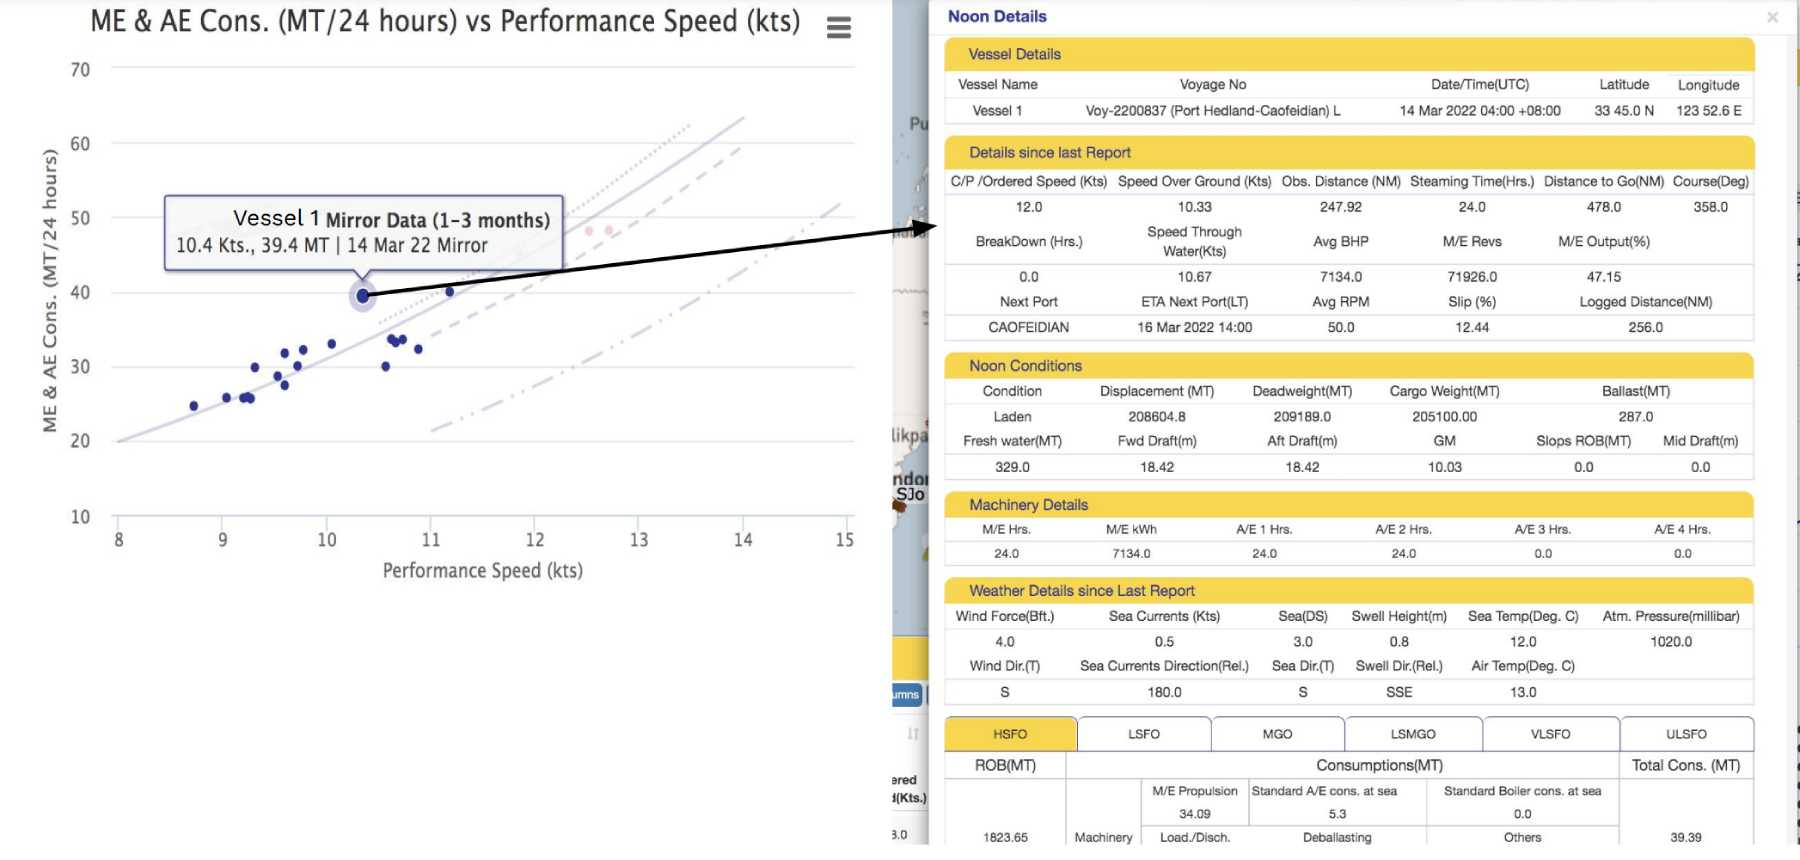 ME & AE Cons. (MT/24 hours) vs Performance Speed (kts)
ME & AE Cons. (MT/24 hours)
70
60
50
40
30
20
10
Vessel 1 Mirror Data (1-3 months)
10.4 Kts., 39.4 MT | 14 Mar 22 Mirror
8 9 10 11 12 13 14 15
Performance Speed (kts)
Pu
likpa
ndon
SJo
umns
ered
d(Kts.)
3.0
Noon Details ×
Vessel Details
Vessel Name Voyage No Date/Time(UTC) Latitude Longitude
Vessel 1 Voy-2200837 (Port Hedland-Caofeidian) L 14 Mar 2022 04:00 +08:00 33 45.0 N 123 52.6 E
Details since last Report
C/P /Ordered Speed (Kts) Speed Over Ground (Kts) Obs. Distance (NM) Steaming Time(Hrs.) Distance to Go(NM) Course(Deg)
12.0 10.33 247.92 24.0 478.0 358.0
BreakDown (Hrs.) Speed Through Water(Kts) Avg BHP M/E Revs M/E Output(%)
0.0 10.67 7134.0 71926.0 47.15
Next Port ETA Next Port(LT) Avg RPM Slip (%) Logged Distance(NM)
CAOFEIDIAN 16 Mar 2022 14:00 50.0 12.44 256.0
Noon Conditions
Condition Displacement (MT) Deadweight(MT) Cargo Weight(MT) Ballast(MT)
Laden 208604.8 209189.0 205100.00 287.0
Fresh water(MT) Fwd Draft(m) Aft Draft(m) GM Slops ROB(MT) Mid Draft(m)
329.0 18.42 18.42 10.03 0.0 0.0
Machinery Details
M/E Hrs. M/E kWh A/E 1 Hrs. A/E 2 Hrs. A/E 3 Hrs. A/E 4 Hrs.
24.0 7134.0 24.0 24.0 0.0 0.0
Weather Details since Last Report
Wind Force(Bft.) Sea Currents (Kts) Sea(DS) Swell Height(m) Sea Temp(Deg. C) Atm. Pressure(millibar)
4.0 0.5 3.0 0.8 12.0 1020.0
Wind Dir.(T) Sea Currents Direction(Rel.) Sea Dir.(T) Swell Dir.(Rel.) Air Temp(Deg. C)
S 180.0 S SSE 13.0
HSFO LSFO MGO LSMGO VLSFO ULSFO
ROB(MT) Consumptions(MT) Total Cons. (MT)
M/E Propulsion Standard A/E cons. at sea Standard Boiler cons. at sea
34.09 5.3 0.0
1823.65 Machinery Load./Disch. Deballasting Others 39.39